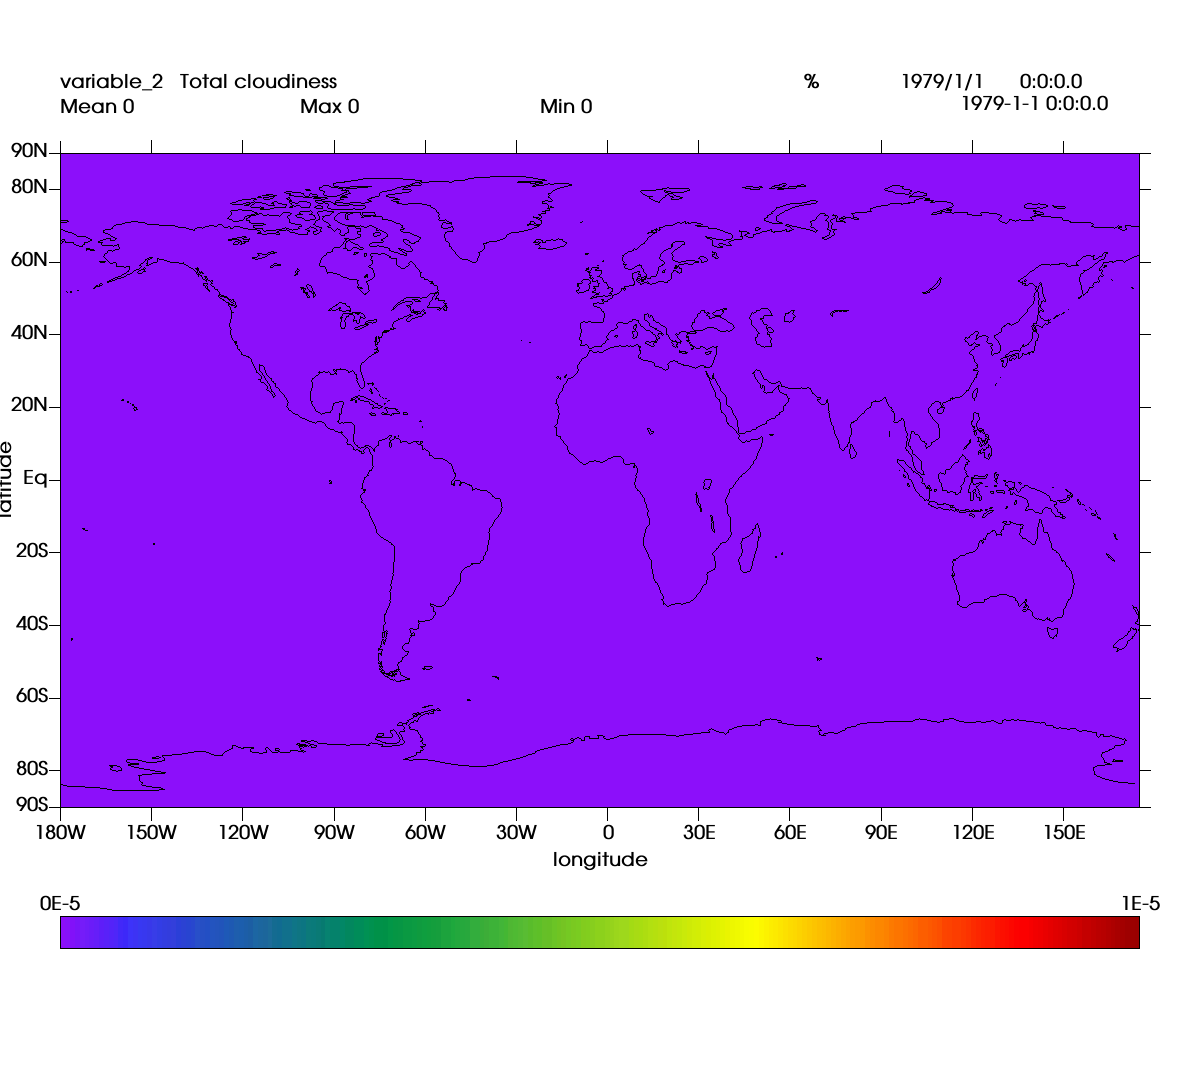 variable_2 Total cloudiness % 1979/1/1 0:0:0.0
Mean 0 Max 0 Min 0 1979-1-1 0:0:0.0
90N
80N
60N
40N
20N
latitude
Eq
20S
40S
60S
80S
90S
180W 150W 120W 90W 60W 30W 0 30E 60E 90E 120E 150E
longitude
0E-5 1E-5